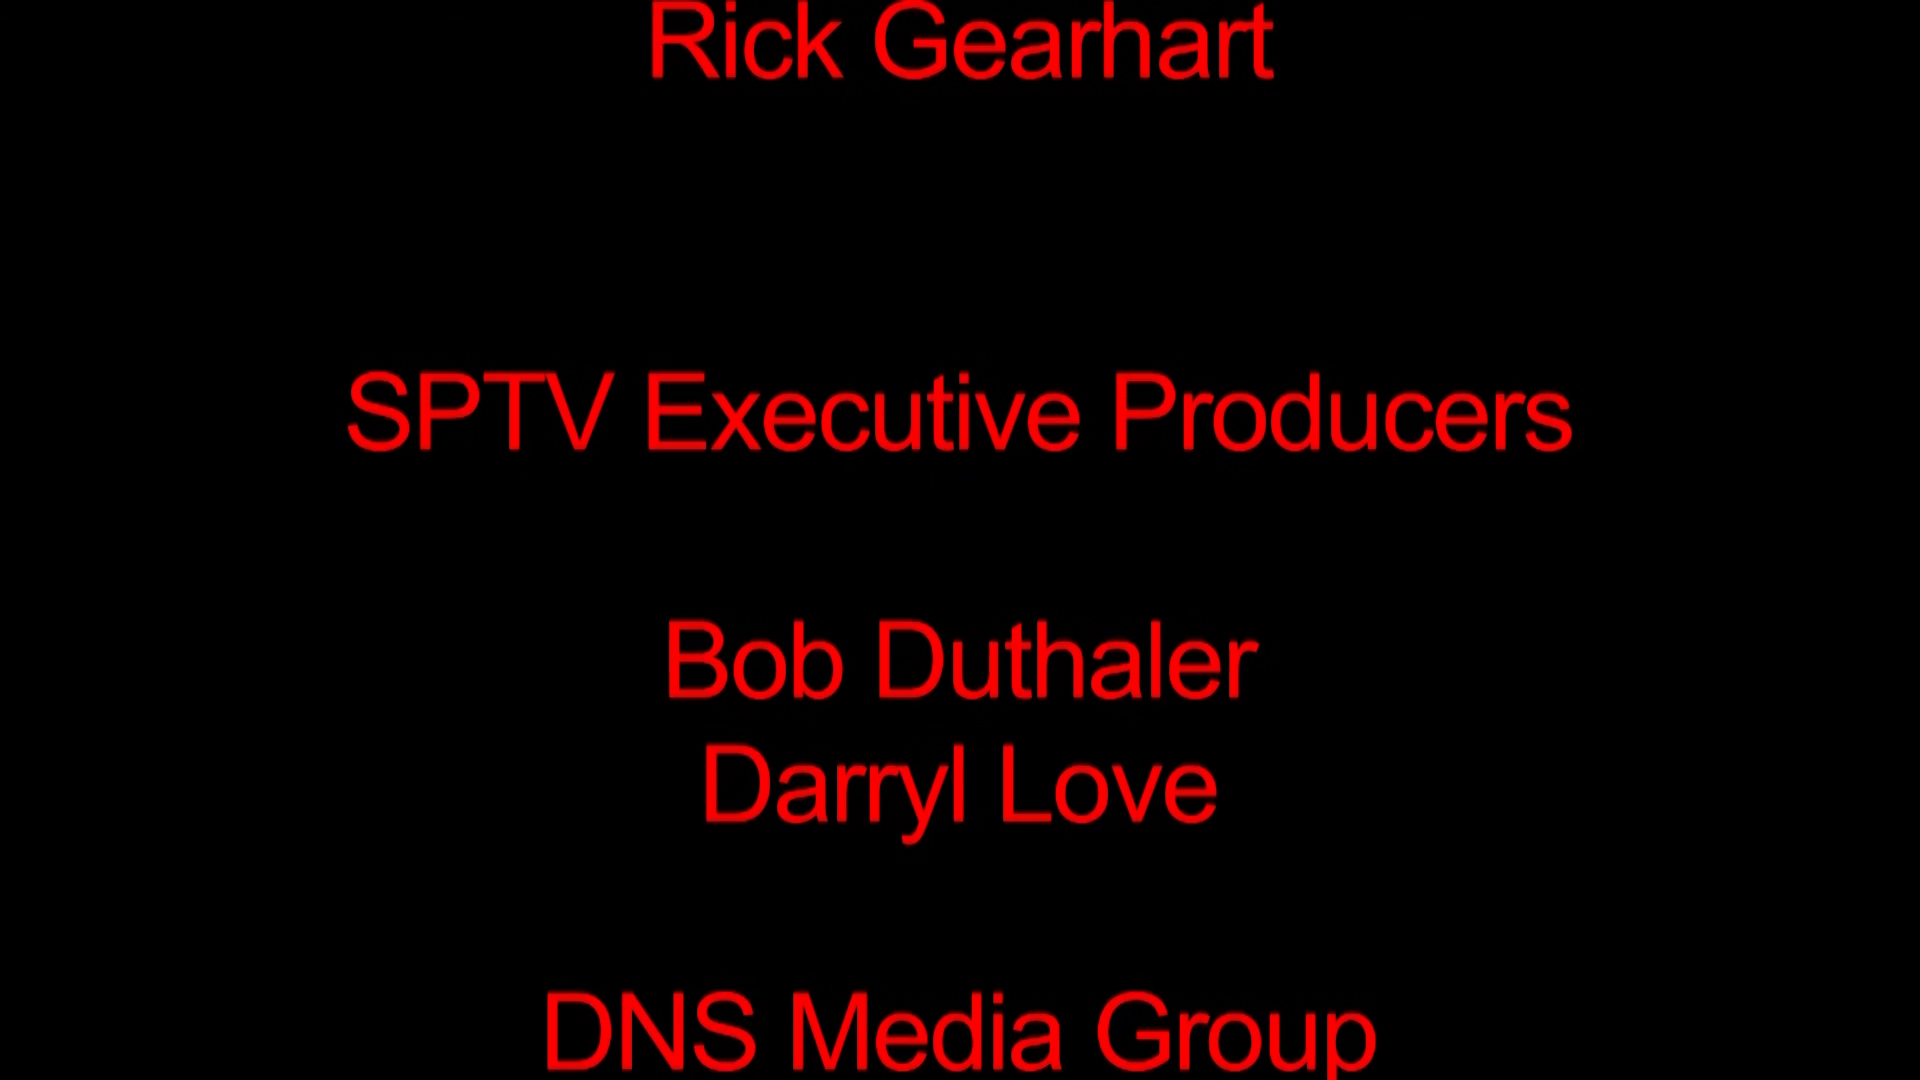 Rick Gearhart
SPTV Executive Producers
Bob Duthaler
Darryl Love
DNS Media Group